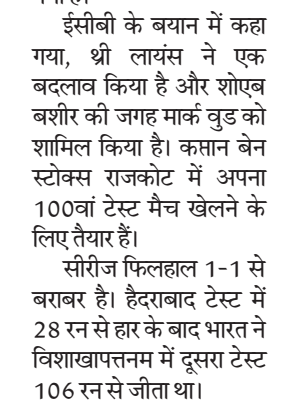 ईसीबी के बयान में कहा
गया, थ्री लायंस ने एक
बदलाव किया है और शोएब
बशीर की जगह मार्क वुड को
शामिल किया है। कप्तान बेन
स्टोक्स राजकोट में अपना
100वां टेस्ट मैच खेलने के
लिए तैयार हैं।
सीरीज फिलहाल 1-1 से
बराबर है। हैदराबाद टेस्ट में
28 रन से हार के बाद भारत ने
विशाखापत्तनम में दूसरा टेस्ट
106 रन से जीता था।